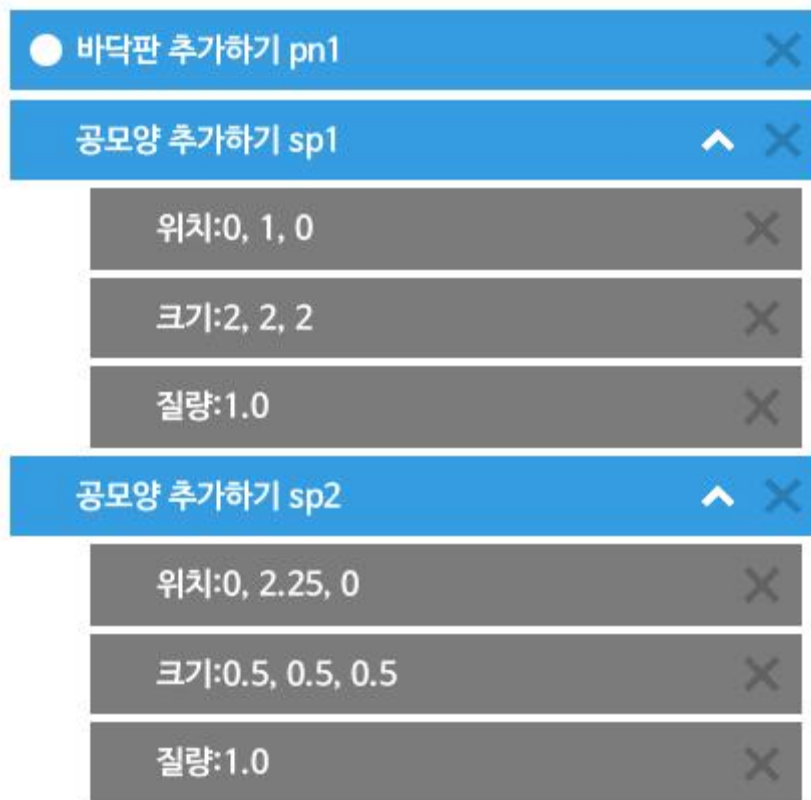 바닥판 추가하기 pn1
공모양 추가하기 sp1
위치:0, 1, 0
크기:2, 2, 2
질량:1.0
공모양 추가하기 sp2
위치:0, 2.25, 0
크기:0.5, 0.5, 0.5
질량:1.0